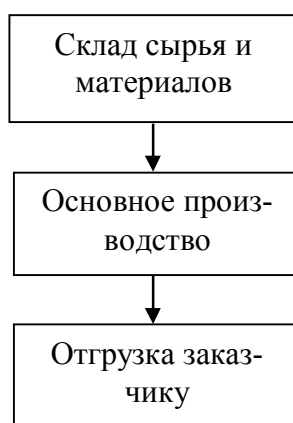 Склад сырья и
материалов
Основное произ-
водство
Отгрузка заказ-
чику